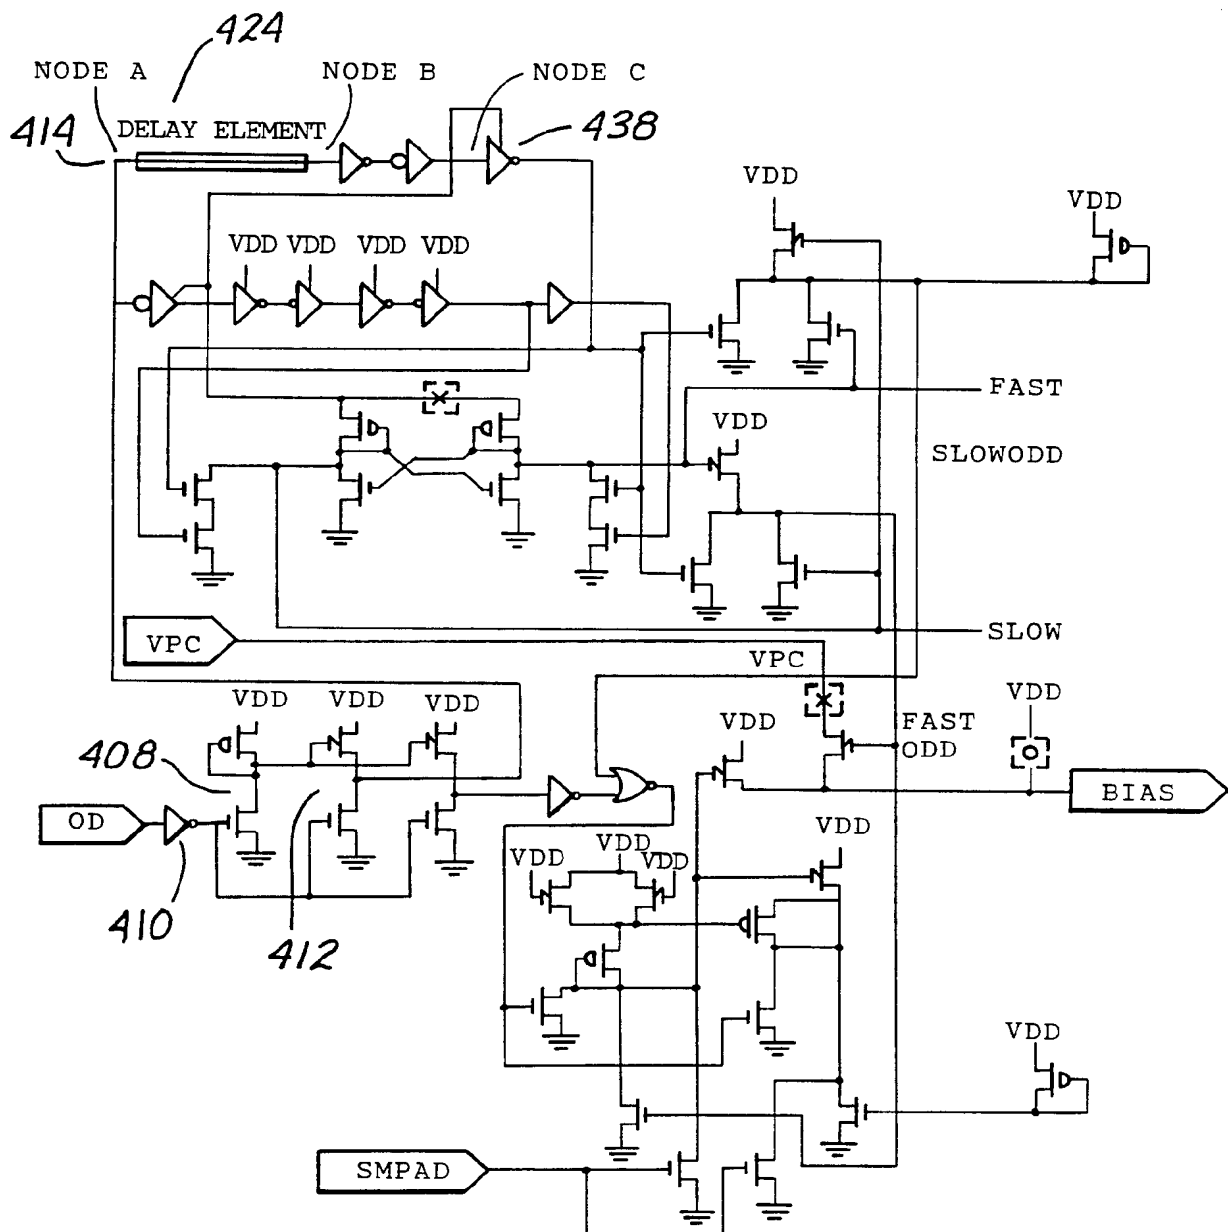 424
NODE A
NODE B
NODE C
414
DELAY ELEMENT
438
VDD
VDD
VDD
VDD
VDD
VDD
FAST
VDD
SLOWODD
SLOW
VPC
VPC
VDD
VDD
VDD
VDD
VDD
FAST
ODD
408
OD
BIAS
VDD
VDD
VDD
VDD
410
412
VDD
SMPAD